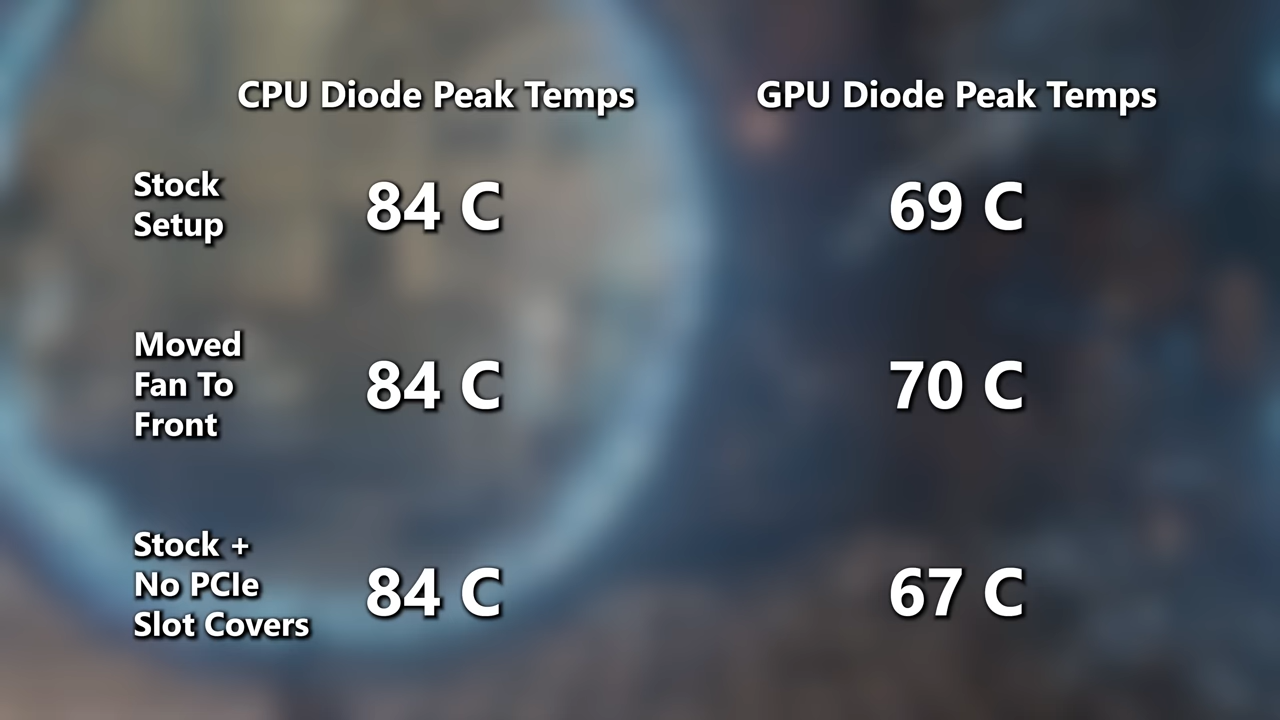 CPU Diode Peak Temps GPU Diode Peak Temps
Stock
Setup
84 C 69 C
Moved
Fan To
Front
84 C 70 C
Stock +
No PCIe
Slot Covers
84 C 67 C